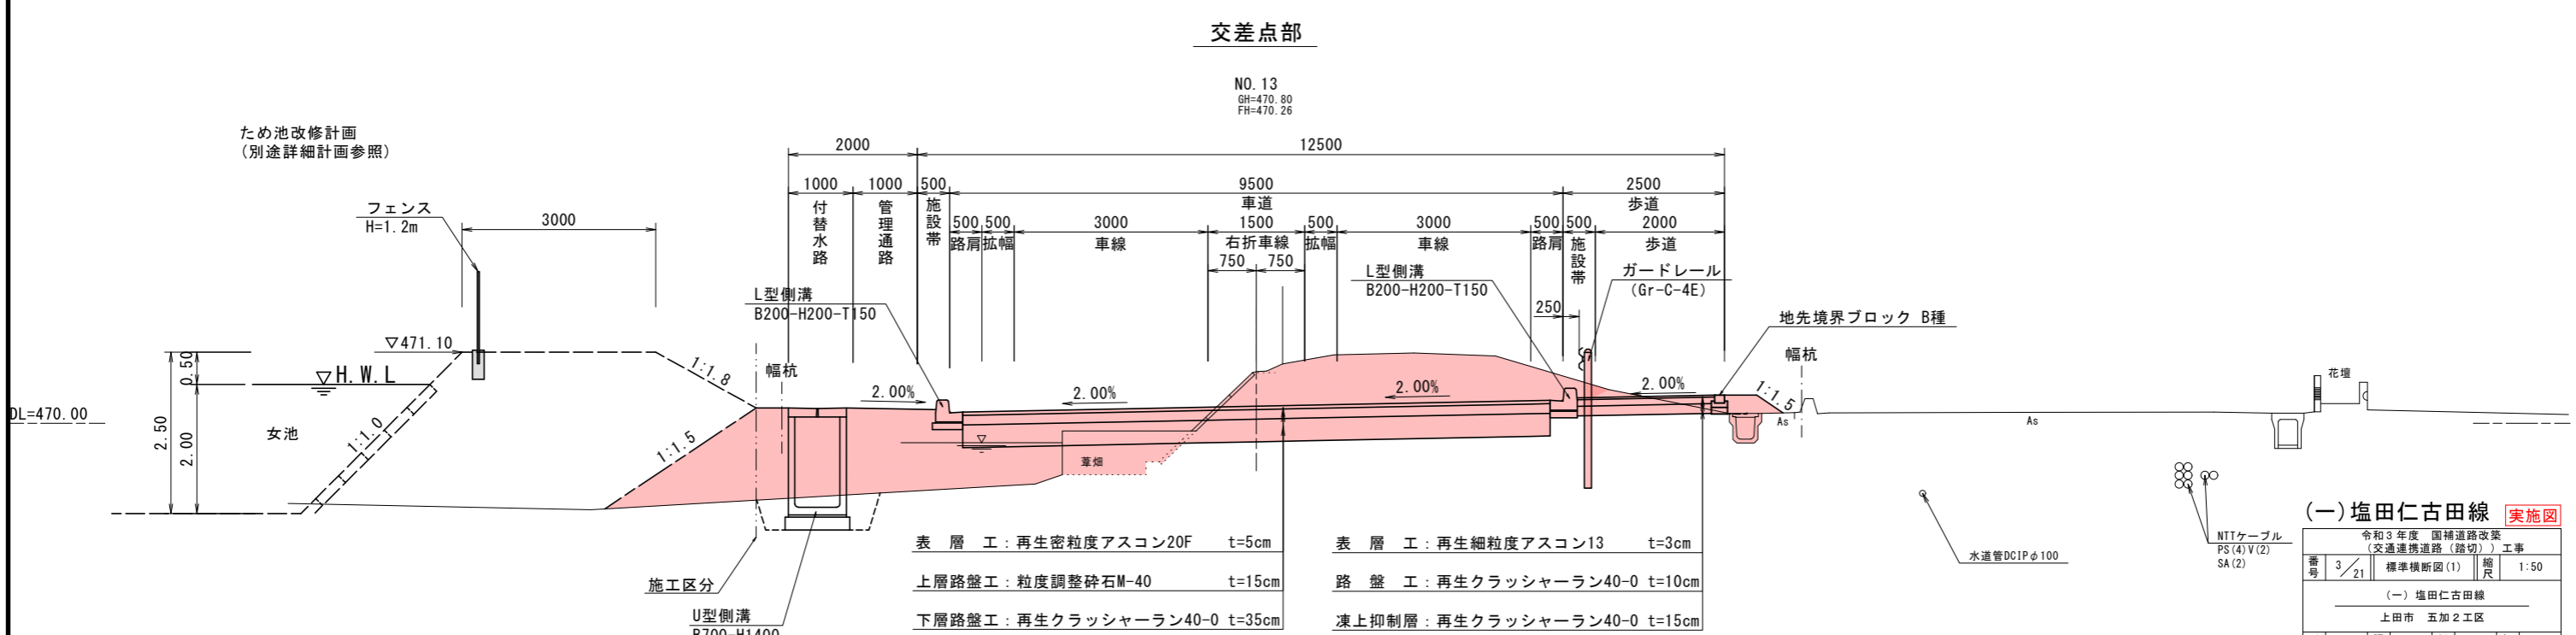 交差点部
NO.13
GH=470.80
FH=470.26
ため池改修計画
(別途詳細計画参照)
2000
12500
1000
1000
500
9500
2500
付替水路
管理通路
施設帯
車道
歩道
500
500
3000
1500
500
3000
500
500
2000
路肩
拡幅
車線
右折車線
拡幅
車線
路肩
施設帯
歩道
750
750
フェンス
H=1.2m
3000
L型側溝
B200-H200-T150
L型側溝
B200-H200-T150
ガードレール
(Gr-C-4E)
250
地先境界ブロック B種
▽471.10
H.W.L
0.50
2.50
2.00
DL=470.00
女池
1:1.0
1:1.8
1:1.5
幅杭
2.00%
2.00%
2.00%
2.00%
1:1.5
幅杭
As
As
花壇
葦畑
施工区分
U型側溝
B700-H1400
表 層 工：再生密粒度アスコン20F t=5cm
上層路盤工：粒度調整砕石M-40 t=15cm
下層路盤工：再生クラッシャーラン40-0 t=35cm
表 層 工：再生細粒度アスコン13 t=3cm
路 盤 工：再生クラッシャーラン40-0 t=10cm
凍上抑制層：再生クラッシャーラン40-0 t=15cm
水道管DCIPφ100
NTTケーブル
PS(4)V(2)
SA(2)
(一)塩田仁古田線 実施図
令和3年度 国補道路改築
(交通連携道路（踏切））工事
番号 3/21 標準横断図(1) 縮尺 1:50
(一) 塩田仁古田線
上田市 五加2工区